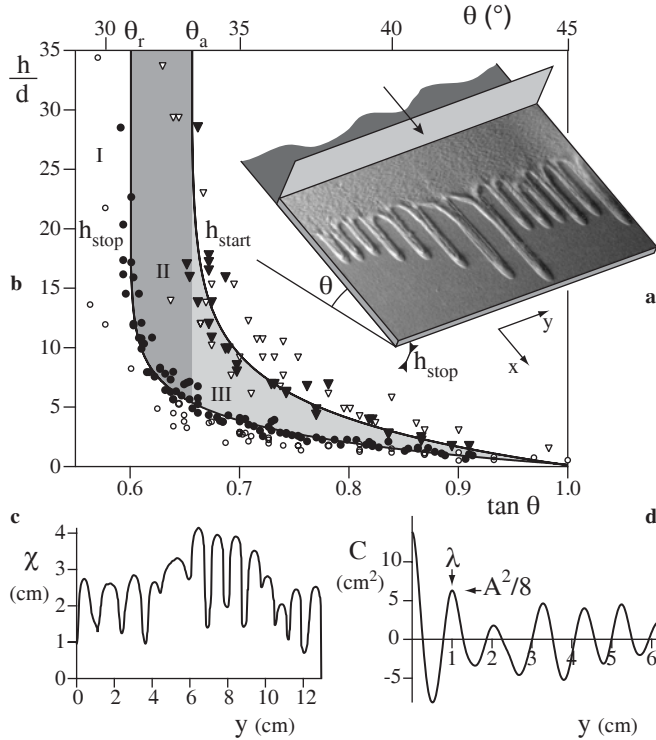 30 35 40 θ (°) 45
θr θa
35
h/d
30
25
20
15
10
5
0
I
II
III
hstop
hstart
b
θ
hstop
x
y
a
0.6 0.7 0.8 0.9 1.0
tan θ
c
χ
(cm)
4
3
2
1
0
0 2 4 6 8 10 12
y (cm)
d
C
(cm²)
10
5
0
-5
λ
A²/8
1 2 3 4 5 6
y (cm)